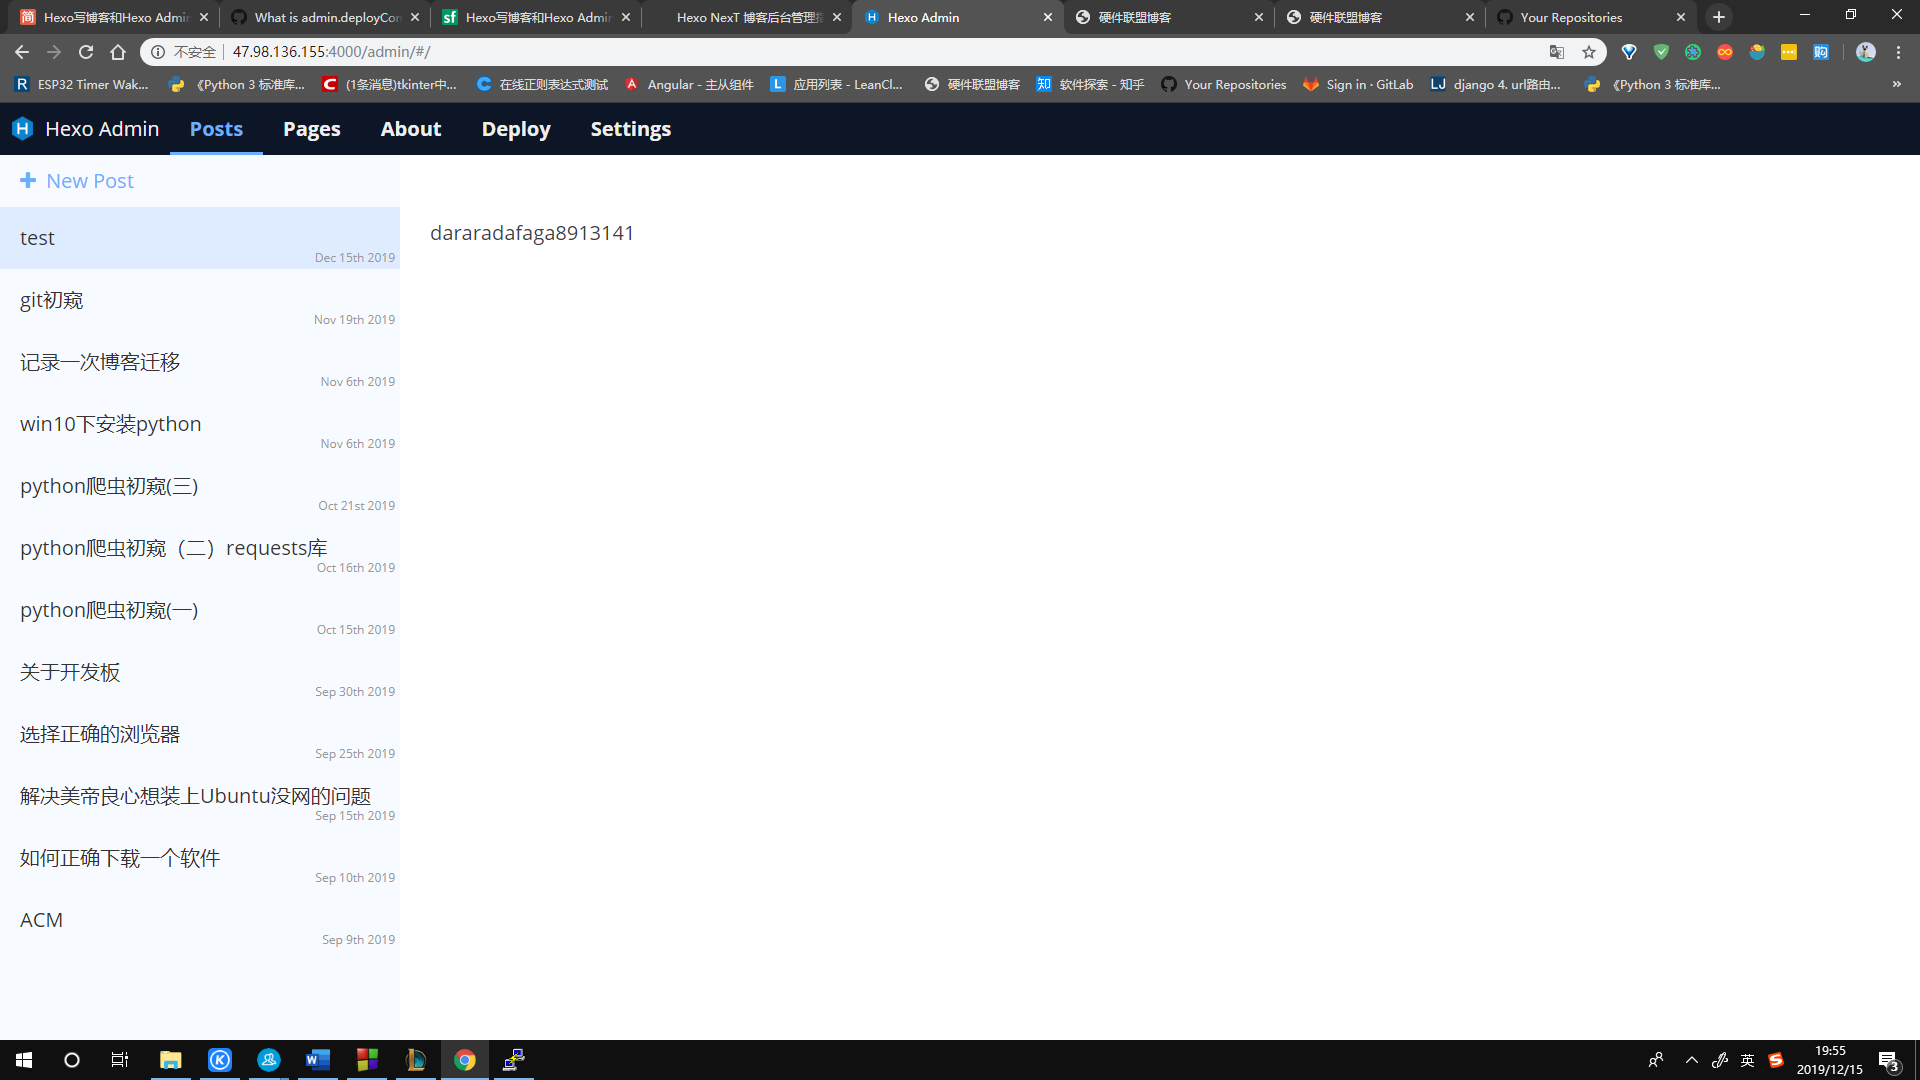 Hexo写博客和Hexo Admin
What is admin.deployCon
Hexo写博客和Hexo Admin
Hexo NexT 博客后台管理指
Hexo Admin
硬件联盟博客
硬件联盟博客
Your Repositories
不安全
47.98.136.155:4000/admin/#/
ESP32 Timer Wak...
《Python 3 标准库...
(1条消息)tkinter中...
在线正则表达式测试
Angular - 主从组件
应用列表 - LeanCl...
硬件联盟博客
软件探索 - 知乎
Your Repositories
Sign in · GitLab
django 4. url路由...
《Python 3 标准库...
Hexo Admin
Posts
Pages
About
Deploy
Settings
New Post
test
Dec 15th 2019
git初窥
Nov 19th 2019
记录一次博客迁移
Nov 6th 2019
win10下安装python
Nov 6th 2019
python爬虫初窥(三)
Oct 21st 2019
python爬虫初窥（二）requests库
Oct 16th 2019
python爬虫初窥(一)
Oct 15th 2019
关于开发板
Sep 30th 2019
选择正确的浏览器
Sep 25th 2019
解决美帝良心想装上Ubuntu没网的问题
Sep 15th 2019
如何正确下载一个软件
Sep 10th 2019
ACM
Sep 9th 2019
dararadafaga8913141
英
19:55
2019/12/15
3